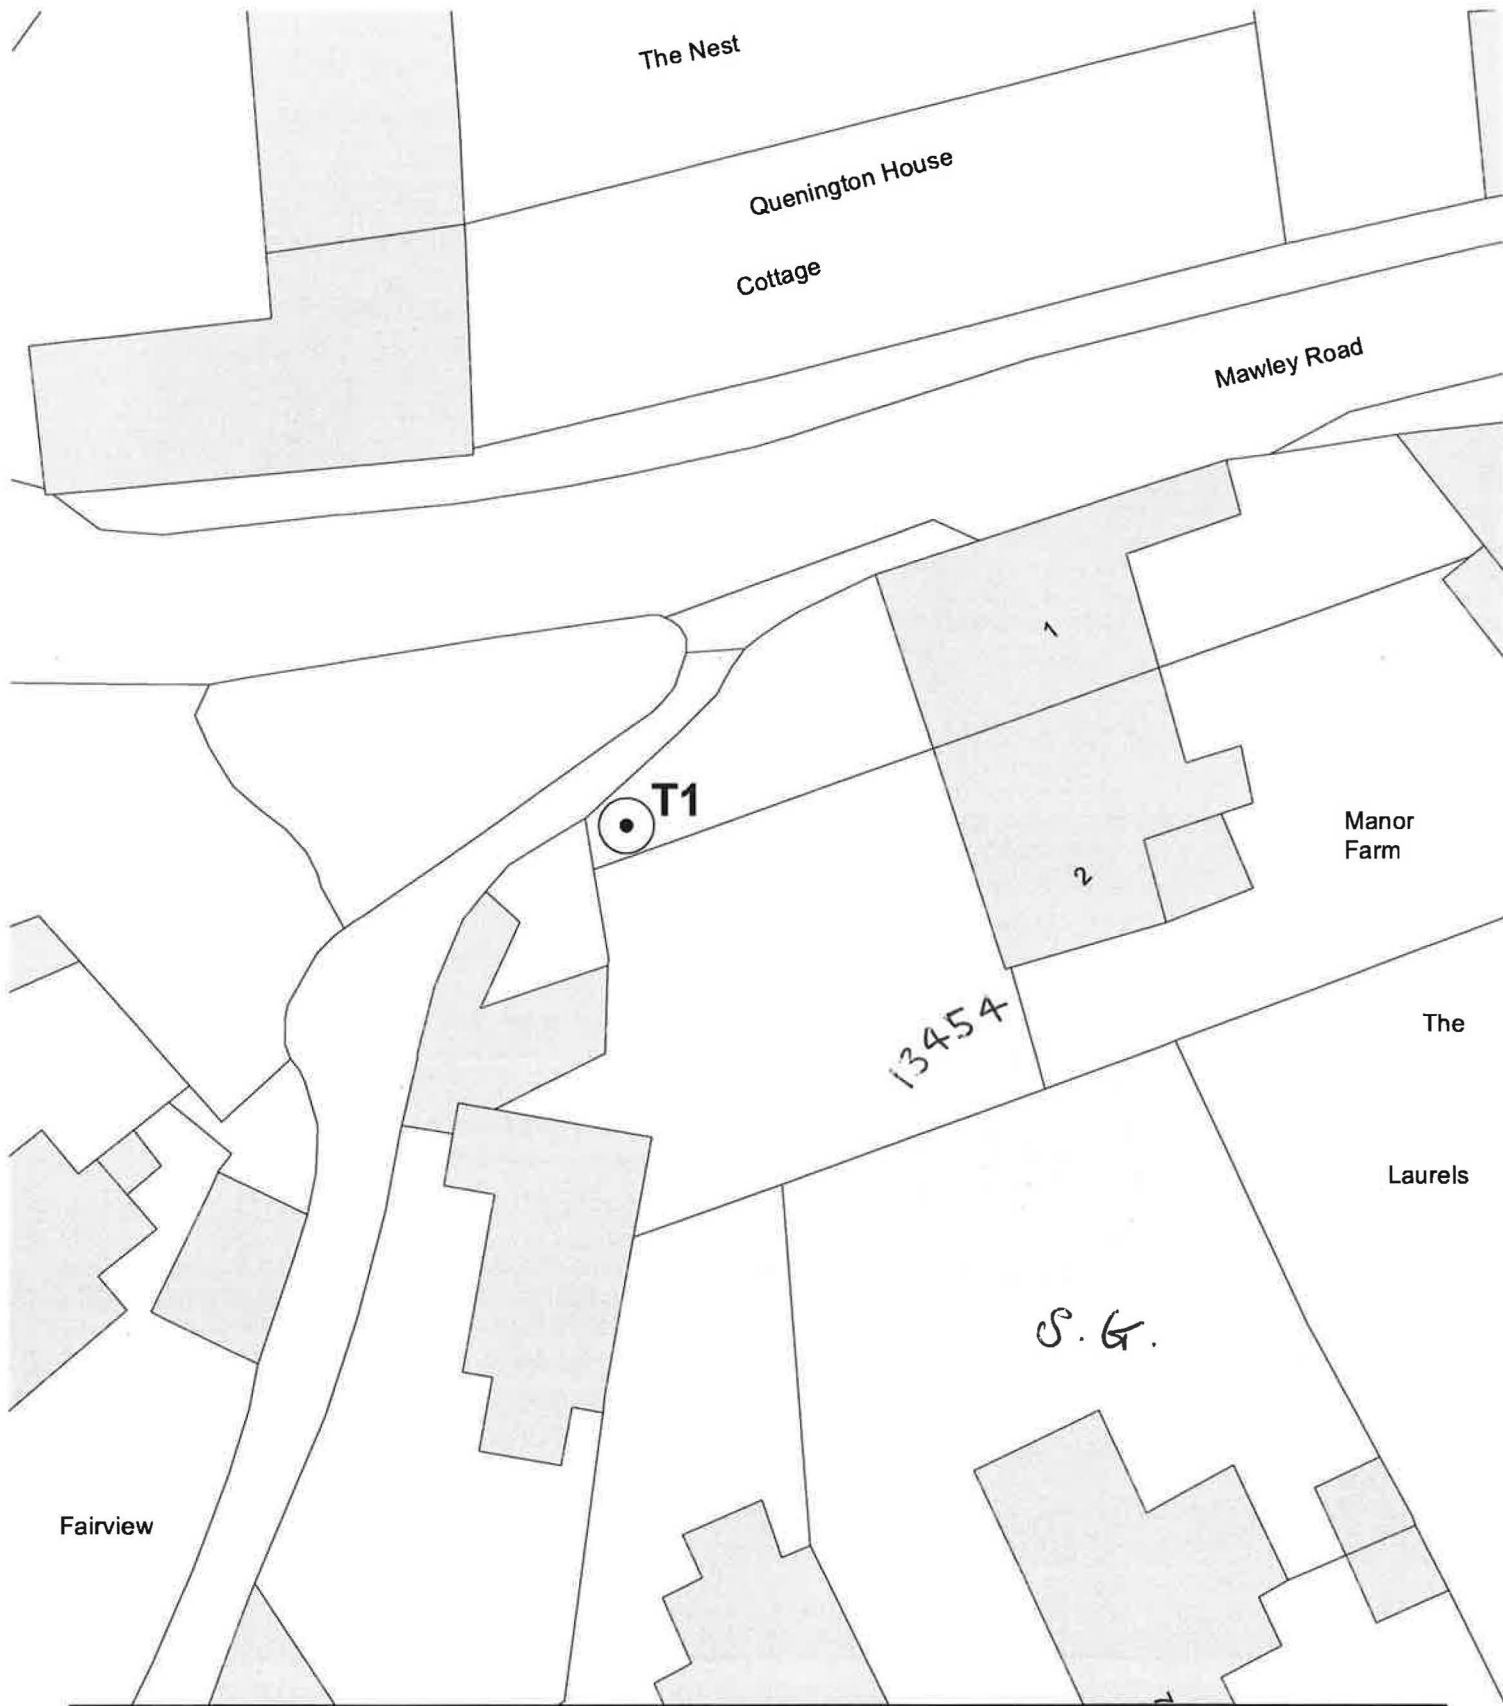 The Nest
Quenington House
Cottage
Mawley Road
1
T1
2
Manor
Farm
13454
The
Laurels
S. G.
Fairview